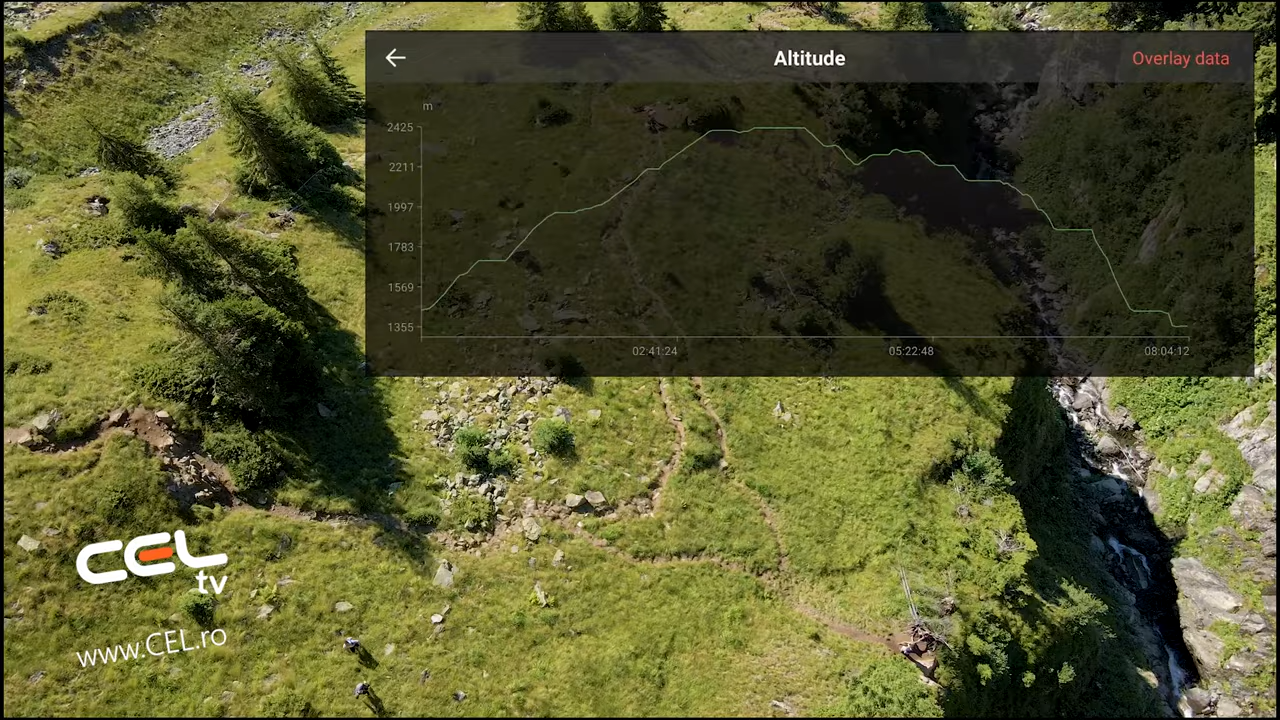 Altitude
Overlay data
m
2425
2211
1997
1783
1569
1355
02:41:24
05:22:48
08:04:12
CEL
tv
www.CEL.ro